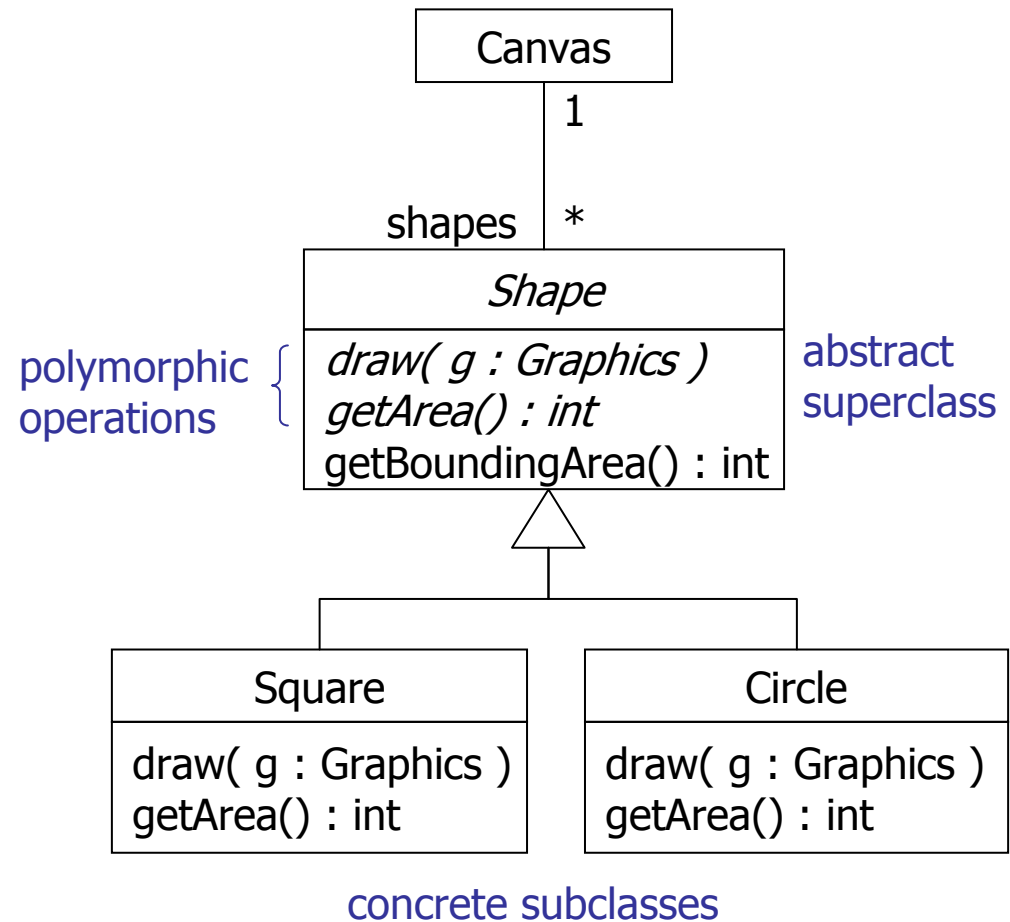 Canvas
1
shapes *
Shape
polymorphic
operations
draw( g : Graphics )
getArea() : int
getBoundingArea() : int
abstract
superclass
Square
draw( g : Graphics )
getArea() : int
Circle
draw( g : Graphics )
getArea() : int
concrete subclasses